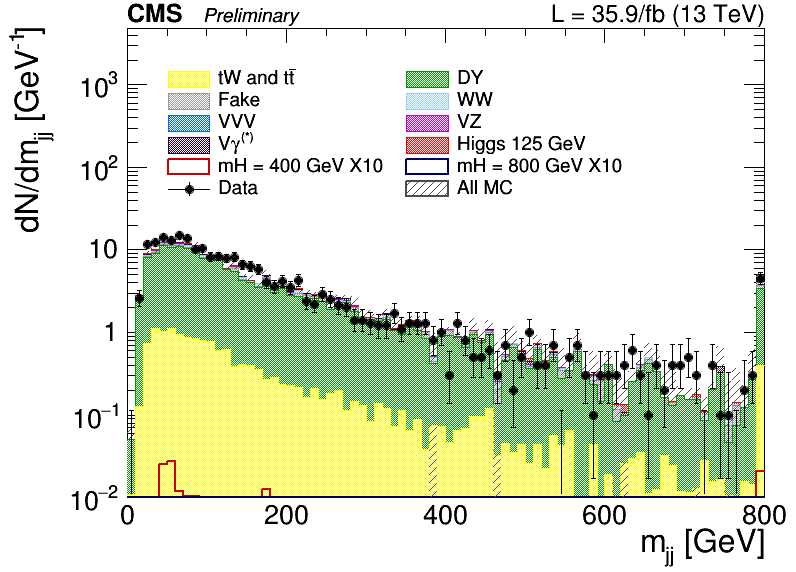 CMS Preliminary L = 35.9/fb (13 TeV)
dN/dm_jj [GeV⁻¹]
tW and tt̄ DY
Fake WW
VVV VZ
Vγ⁽*⁾ Higgs 125 GeV
mH = 400 GeV X10 mH = 800 GeV X10
Data All MC
10³
10²
10
1
10⁻¹
10⁻²
0 200 400 600 800
m_jj [GeV]